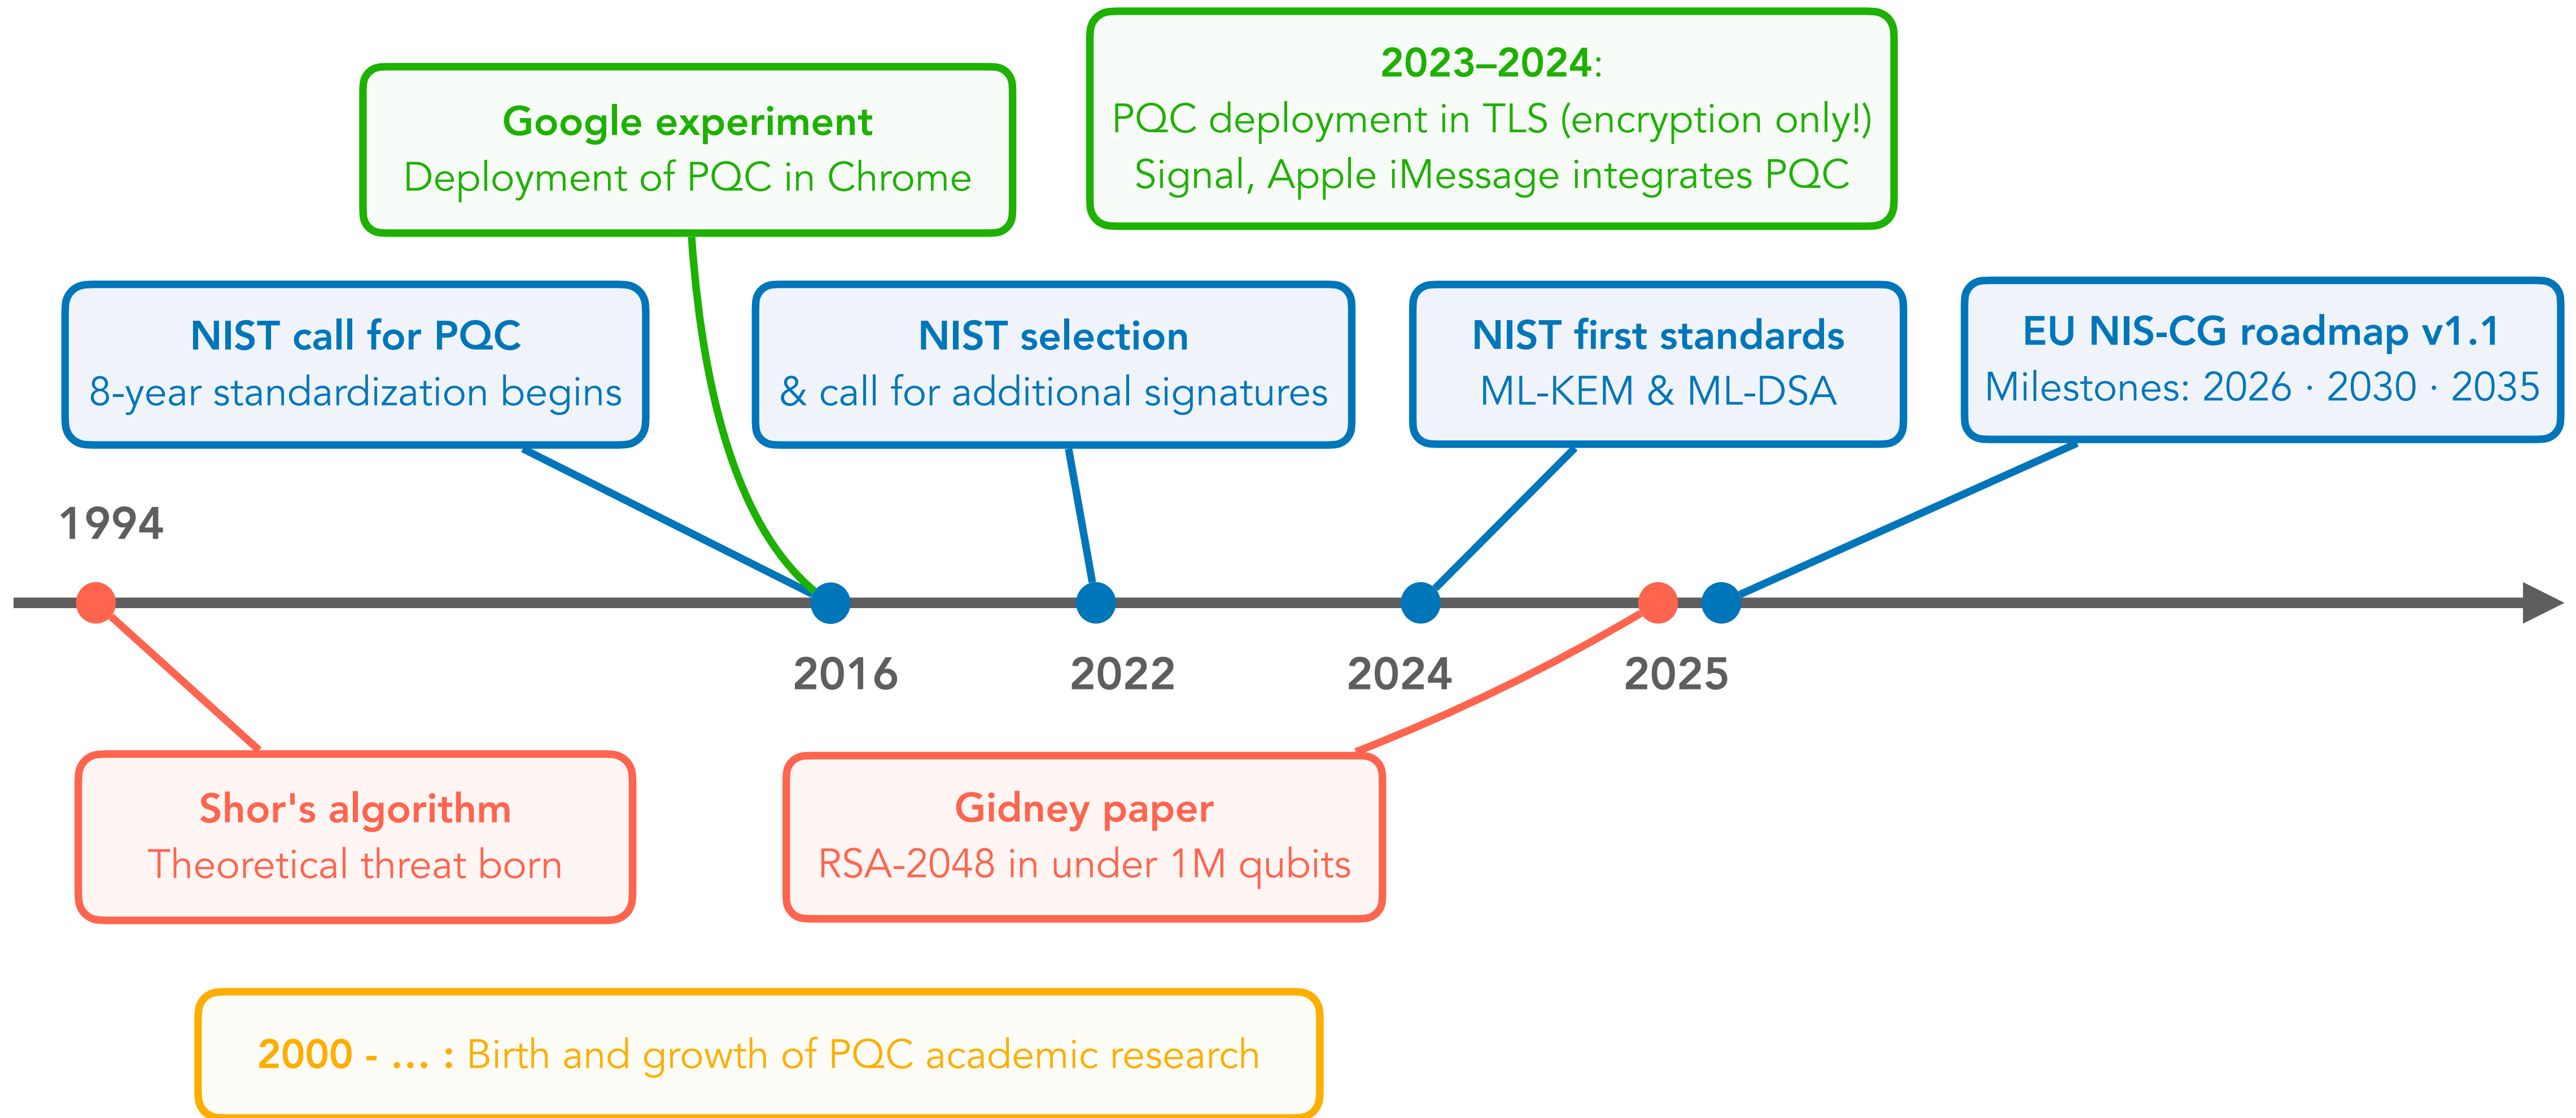 2023–2024:
PQC deployment in TLS (encryption only!)
Signal, Apple iMessage integrates PQC
Google experiment
Deployment of PQC in Chrome
NIST call for PQC
8-year standardization begins
NIST selection
& call for additional signatures
NIST first standards
ML-KEM & ML-DSA
EU NIS-CG roadmap v1.1
Milestones: 2026 · 2030 · 2035
1994
2016
2022
2024
2025
Shor's algorithm
Theoretical threat born
Gidney paper
RSA-2048 in under 1M qubits
2000 - ... : Birth and growth of PQC academic research